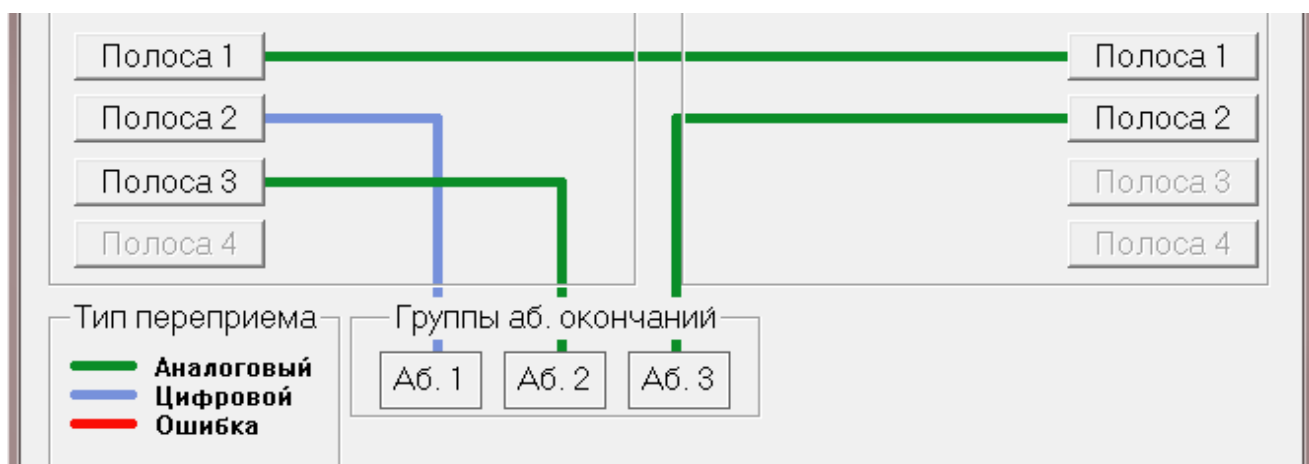 Полоса 1 Полоса 1
Полоса 2 Полоса 2
Полоса 3 Полоса 3
Полоса 4 Полоса 4
Тип переприема Группы аб. окончаний
Аналоговый
Цифровой
Ошибка
Аб. 1 Аб. 2 Аб. 3